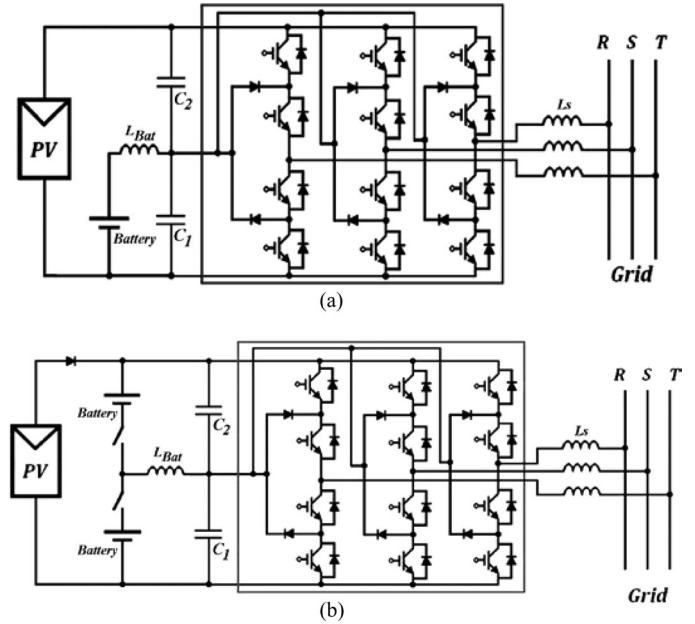 R S T
Ls
C2
LBat
PV
Battery
C1
Grid
(a)
R S T
Battery
C2
Ls
LBat
PV
Battery
C1
Grid
(b)